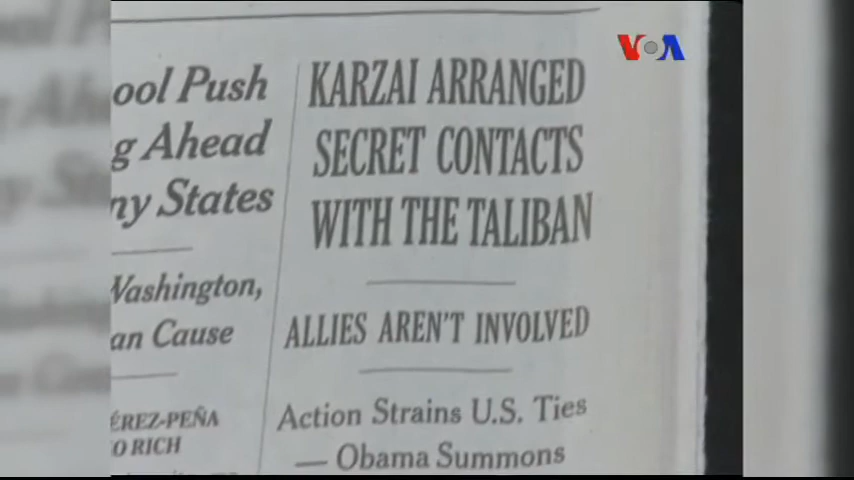 VOA
ool Push
g Ahead
ny States
Washington,
an Cause
ÉREZ-PEÑA
O RICH
KARZAI ARRANGED
SECRET CONTACTS
WITH THE TALIBAN
ALLIES AREN'T INVOLVED
Action Strains U.S. Ties
— Obama Summons